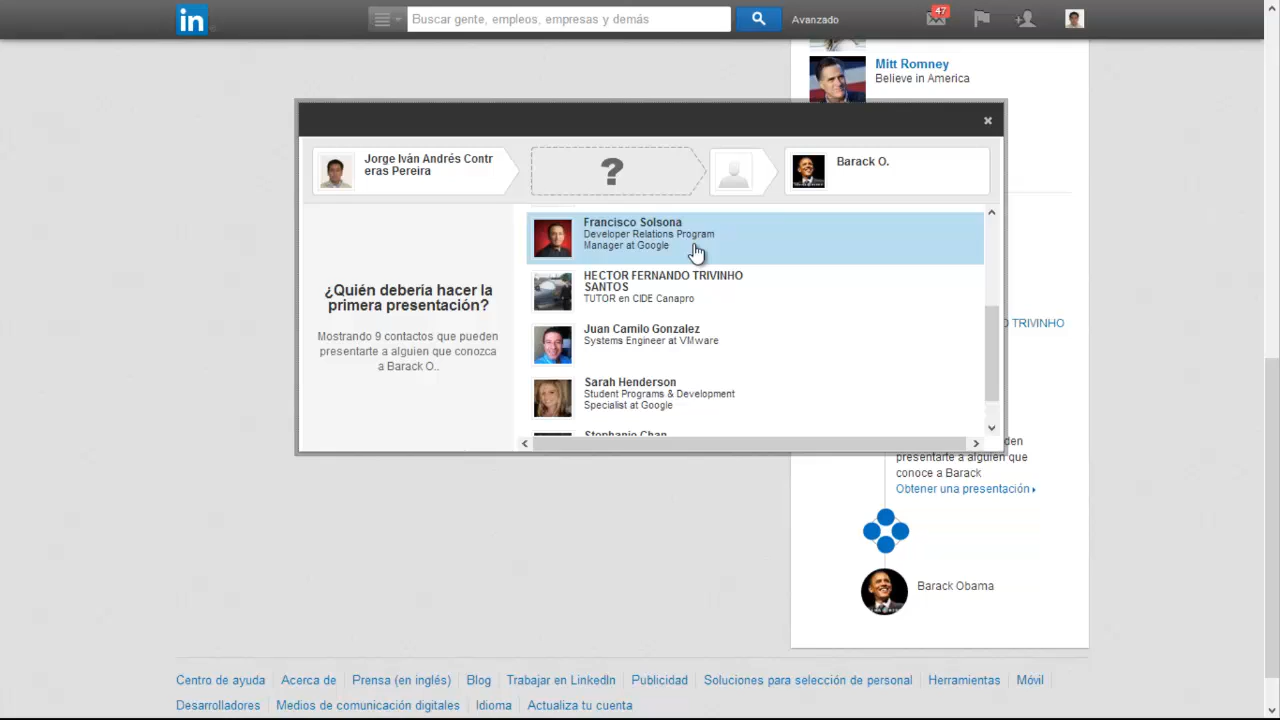 in
Buscar gente, empleos, empresas y demás
Avanzado
47
Mitt Romney
Believe in America
×
Jorge Iván Andrés Contr
eras Pereira
?
Barack O.
¿Quién debería hacer la
primera presentación?
Mostrando 9 contactos que pueden
presentarte a alguien que conozca
a Barack O..
Francisco Solsona
Developer Relations Program
Manager at Google
HECTOR FERNANDO TRIVINHO
SANTOS
TUTOR en CIDE Canapro
Juan Camilo Gonzalez
Systems Engineer at VMware
Sarah Henderson
Student Programs & Development
Specialist at Google
Stephanie Chan
TRIVINHO
den
presentarte a alguien que
conoce a Barack
Obtener una presentación
Barack Obama
Centro de ayuda
Acerca de
Prensa (en inglés)
Blog
Trabajar en LinkedIn
Publicidad
Soluciones para selección de personal
Herramientas
Móvil
Desarrolladores
Medios de comunicación digitales
Idioma
Actualiza tu cuenta